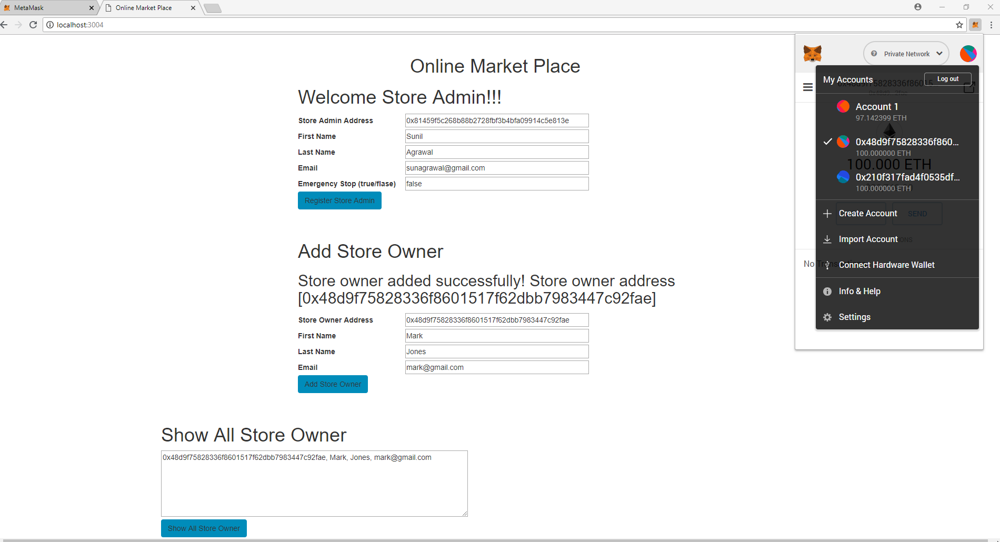 MetaMask
Online Market Place
localhost:3004
Online Market Place
Welcome Store Admin!!!
Store Admin Address 0x81459f5c268b88b2728fbf3b4bfa09914c5e813e
First Name Sunil
Last Name Agrawal
Email sunagrawal@gmail.com
Emergency Stop (true/flase) false
Register Store Admin
Add Store Owner
Store owner added successfully! Store owner address
[0x48d9f75828336f8601517f62dbb7983447c92fae]
Store Owner Address 0x48d9f75828336f8601517f62dbb7983447c92fae
First Name Mark
Last Name Jones
Email mark@gmail.com
Add Store Owner
Show All Store Owner
0x48d9f75828336f8601517f62dbb7983447c92fae, Mark, Jones, mark@gmail.com
Show All Store Owner
Private Network
My Accounts
Log out
0x48d9f75828336f86015
Account 1
97.142399 ETH
0x48d9f75828336f860...
100.000000 ETH
100.000 ETH
0x210f317fad4f0535df...
100.000000 ETH
Create Account
SEND
Import Account
No
Connect Hardware Wallet
Info & Help
Settings